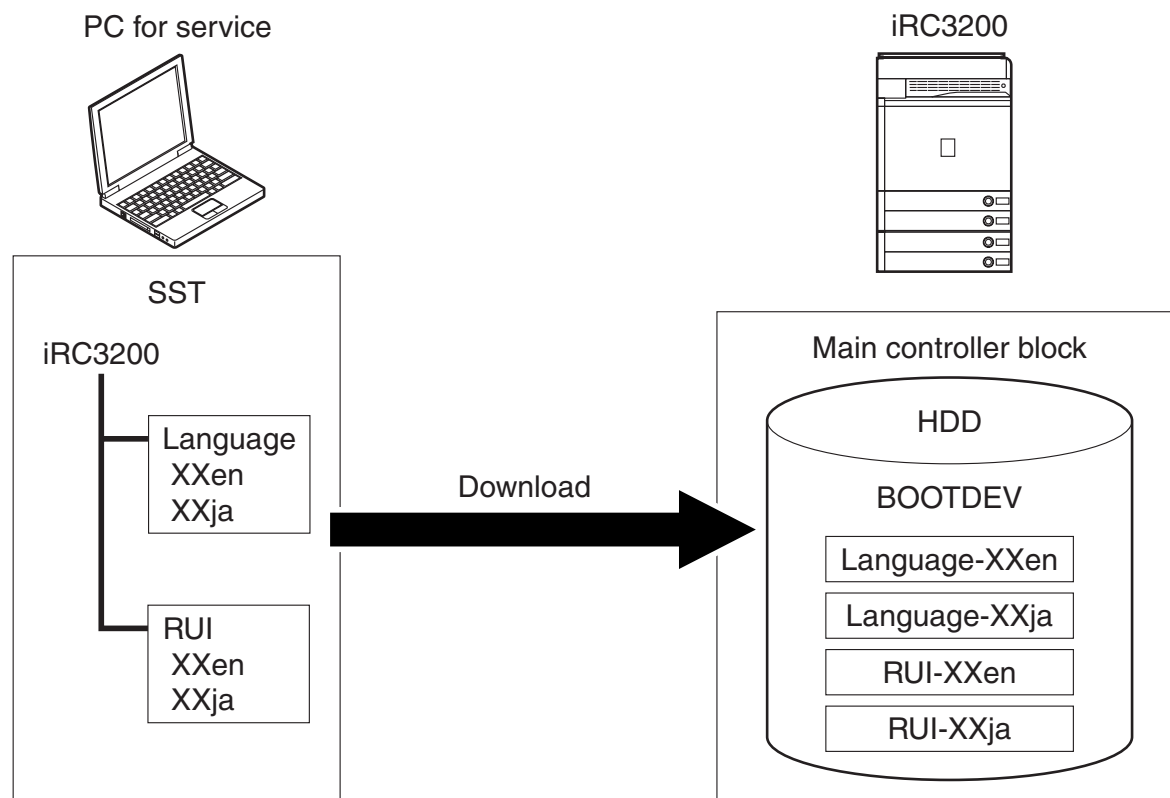 PC for service
iRC3200
SST
iRC3200
Language
XXen
XXja
RUI
XXen
XXja
Download
Main controller block
HDD
BOOTDEV
Language-XXen
Language-XXja
RUI-XXen
RUI-XXja